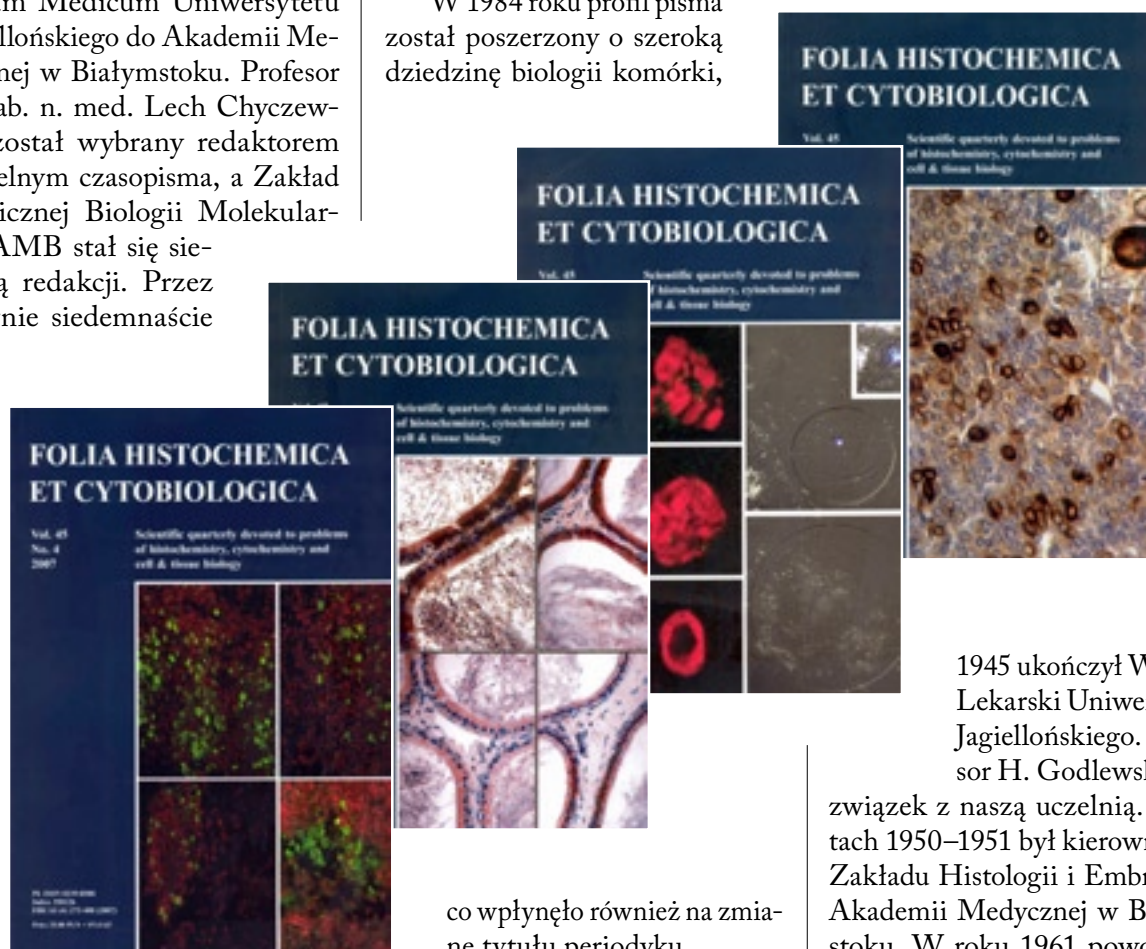 um Medicum Uniwersytetu
llońskiego do Akademii Me-
nej w Białymstoku. Profesor
ab. n. med. Lech Chyczew-
został wybrany redaktorem
elnym czasopisma, a Zakład
icznej Biologii Molekular-
AMB stał się sie-
ą redakcji. Przez
nie siedemnaście
W 1984 roku profil pisma
został poszerzony o szeroką
dziedzinę biologii komórki,
FOLIA HISTOCHEMICA
ET CYTOBIOLOGICA
Vol. 45
Scientific quarterly devoted to problems
of histochemistry, cytochemistry and
cell & tissue biology
FOLIA HISTOCHEMICA
ET CYTOBIOLOGICA
Vol. 45
Scientific quarterly devoted to problems
of histochemistry, cytochemistry and
cell & tissue biology
FOLIA HISTOCHEMICA
ET CYTOBIOLOGICA
Scientific quarterly devoted to problems
of histochemistry, cytochemistry and
cell & tissue biology
FOLIA HISTOCHEMICA
ET CYTOBIOLOGICA
Vol. 45
No. 4
2007
Scientific quarterly devoted to problems
of histochemistry, cytochemistry and
cell & tissue biology
co wpłynęło również na zmia-
nę tytułu periodyku
1945 ukończył W
Lekarski Uniwe
Jagiellońskiego.
sor H. Godlewsk
związek z naszą uczelnią.
tach 1950–1951 był kierown
Zakładu Histologii i Embr
Akademii Medycznej w B
stoku. W roku 1961 powo